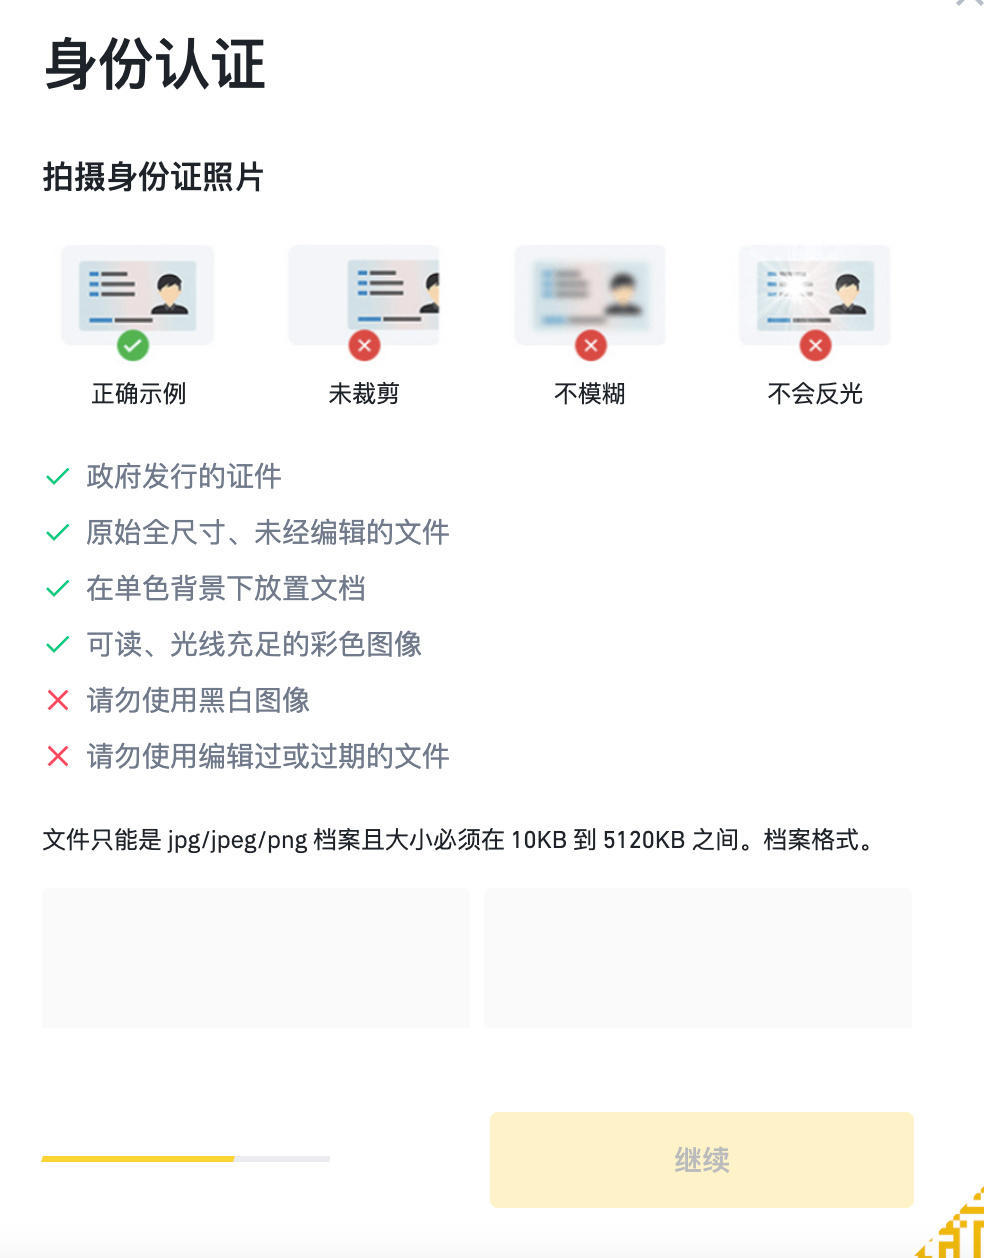 身份认证
拍摄身份证照片
正确示例
未裁剪
不模糊
不会反光
政府发行的证件
原始全尺寸、未经编辑的文件
在单色背景下放置文档
可读、光线充足的彩色图像
请勿使用黑白图像
请勿使用编辑过或过期的文件
文件只能是 jpg/jpeg/png 档案且大小必须在 10KB 到 5120KB 之间。档案格式。
继续